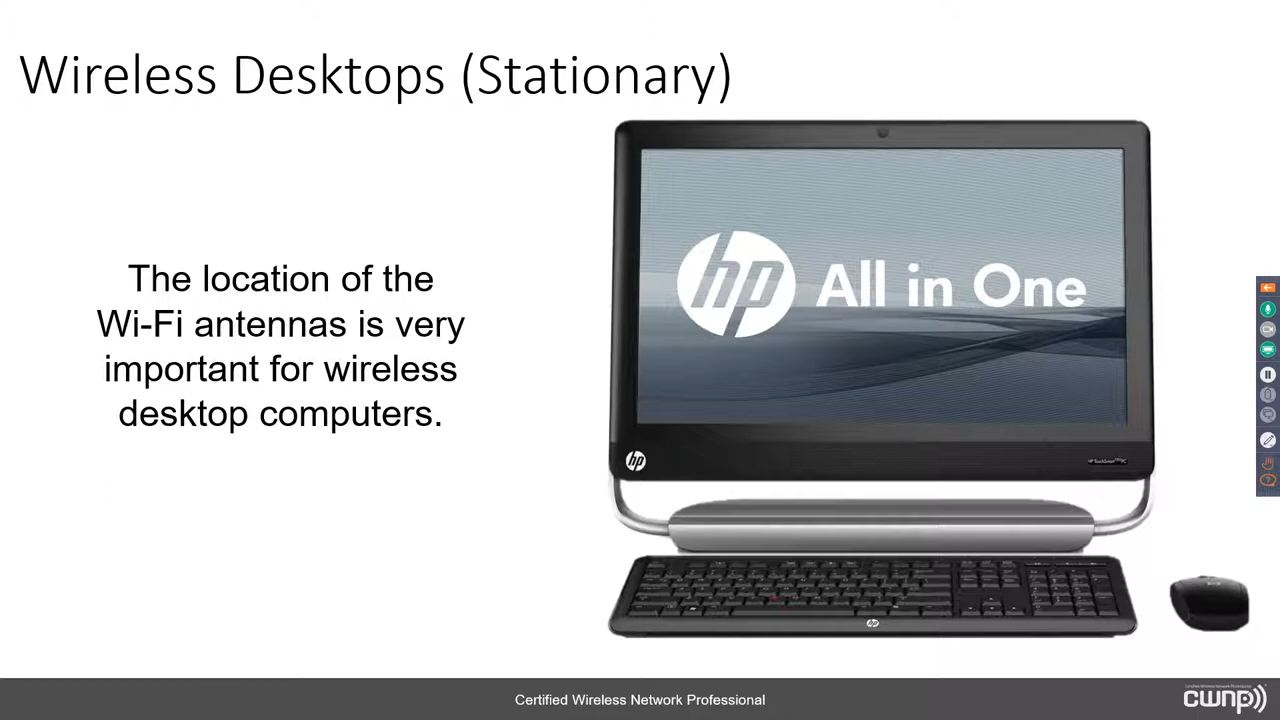 Wireless Desktops (Stationary)
The location of the
Wi-Fi antennas is very
important for wireless
desktop computers.
hp All in One
hp
hp
Certified Wireless Network Professional
cwnp